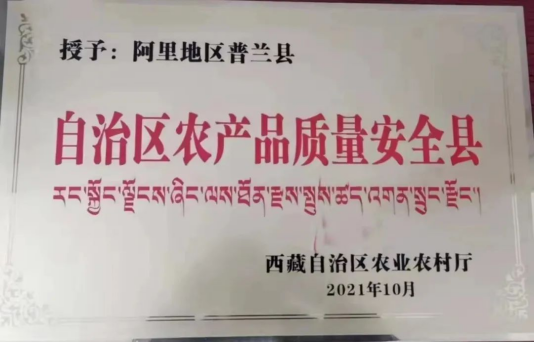 授予：阿里地区普兰县
自治区农产品质量安全县
རང་སྐྱོང་ལྗོངས་ཞིང་ལས་ཐོན་རྫས་སྤུས་ཚད་འགན་སྲུང་རྫོང་།
西藏自治区农业农村厅
2021年10月